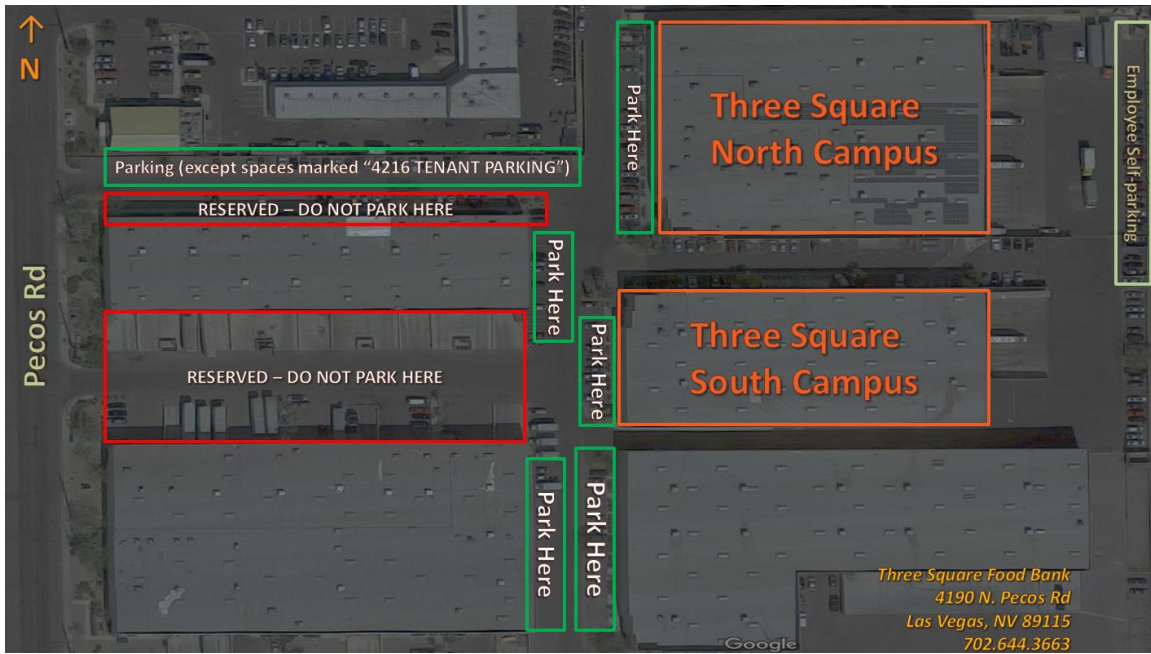 N
Pecos Rd
Parking (except spaces marked “4216 TENANT PARKING”)
RESERVED – DO NOT PARK HERE
Park Here
RESERVED – DO NOT PARK HERE
Park Here
Park Here
Park Here
Park Here
Three Square
North Campus
Three Square
South Campus
Employee Self-parking
Three Square Food Bank
4190 N. Pecos Rd
Las Vegas, NV 89115
702.644.3663
Google